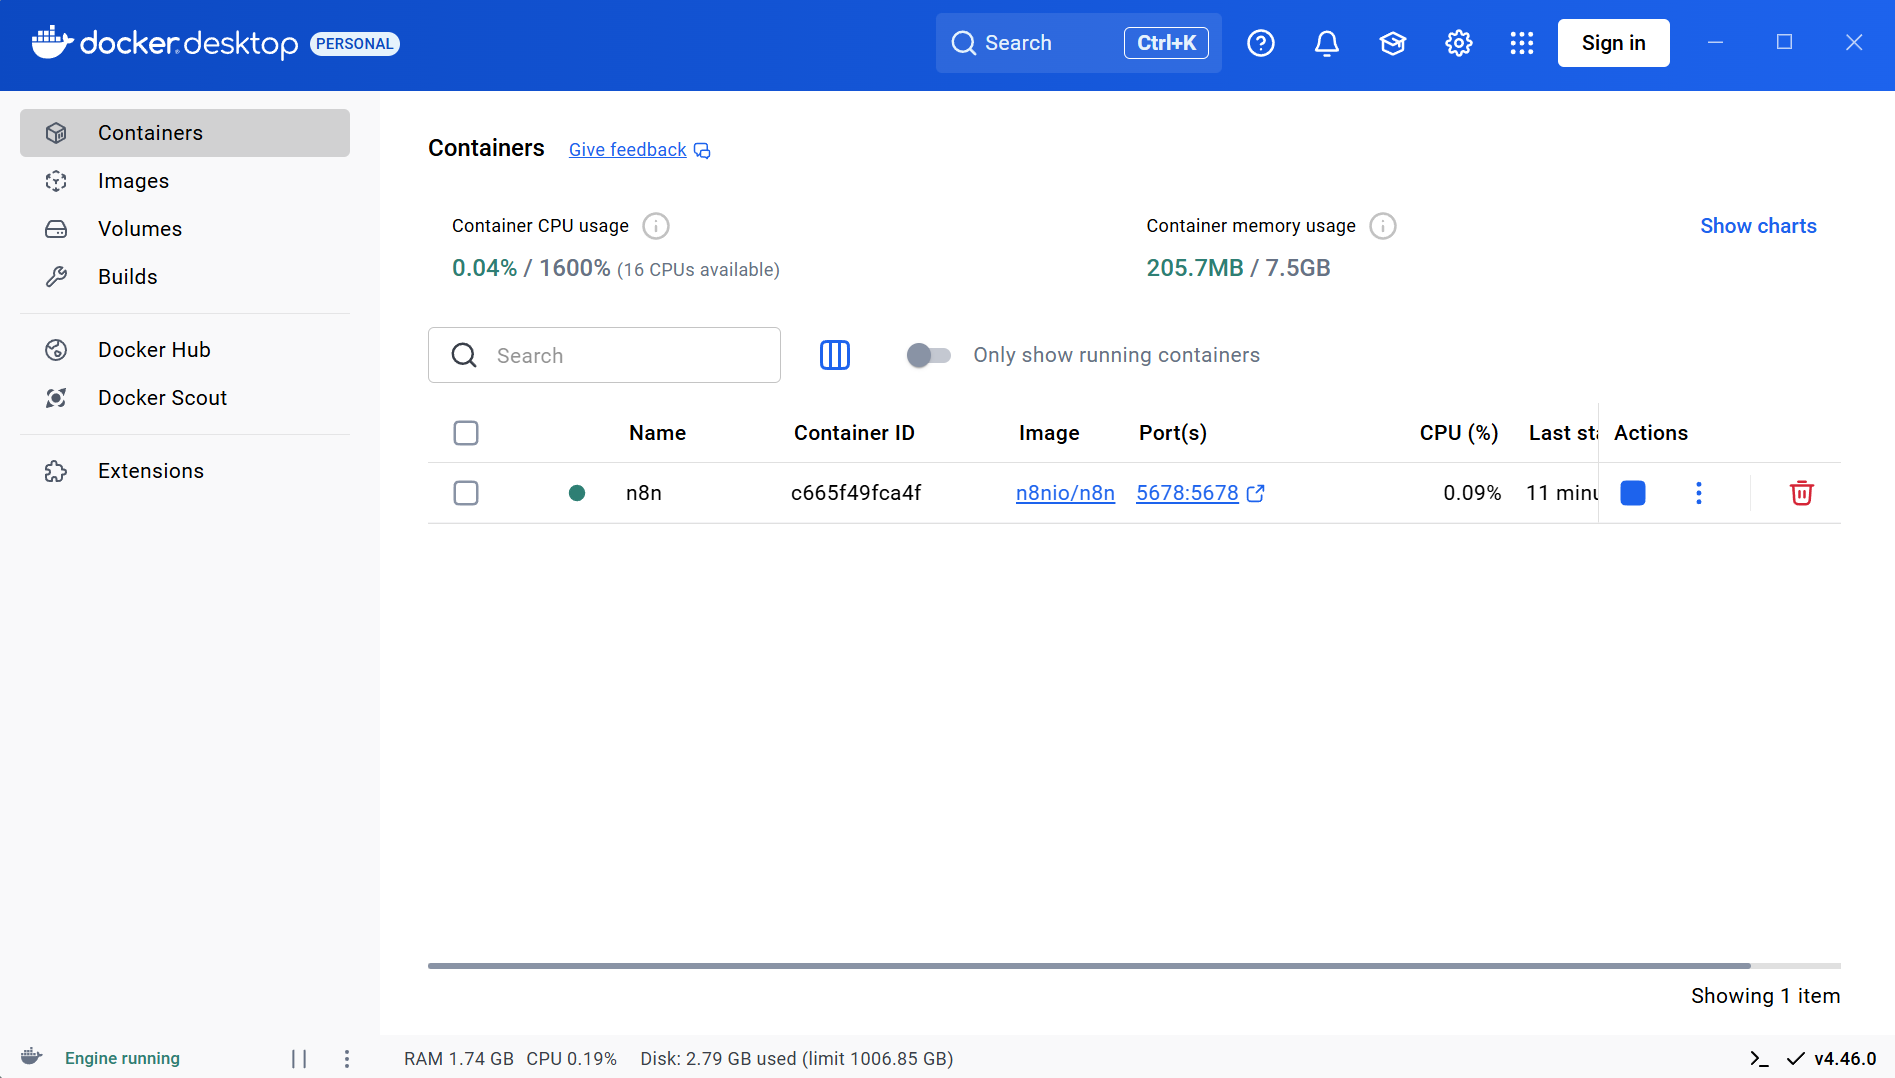 docker.desktop PERSONAL
Search Ctrl+K
Sign in
Containers
Images
Volumes
Builds
Docker Hub
Docker Scout
Extensions
Containers Give feedback
Container CPU usage
0.04% / 1600% (16 CPUs available)
Container memory usage
205.7MB / 7.5GB
Show charts
Search
Only show running containers
Name Container ID Image Port(s) CPU (%) Last sta Actions
n8n c665f49fca4f n8nio/n8n 5678:5678 0.09% 11 minu
Showing 1 item
Engine running
RAM 1.74 GB CPU 0.19% Disk: 2.79 GB used (limit 1006.85 GB)
v4.46.0